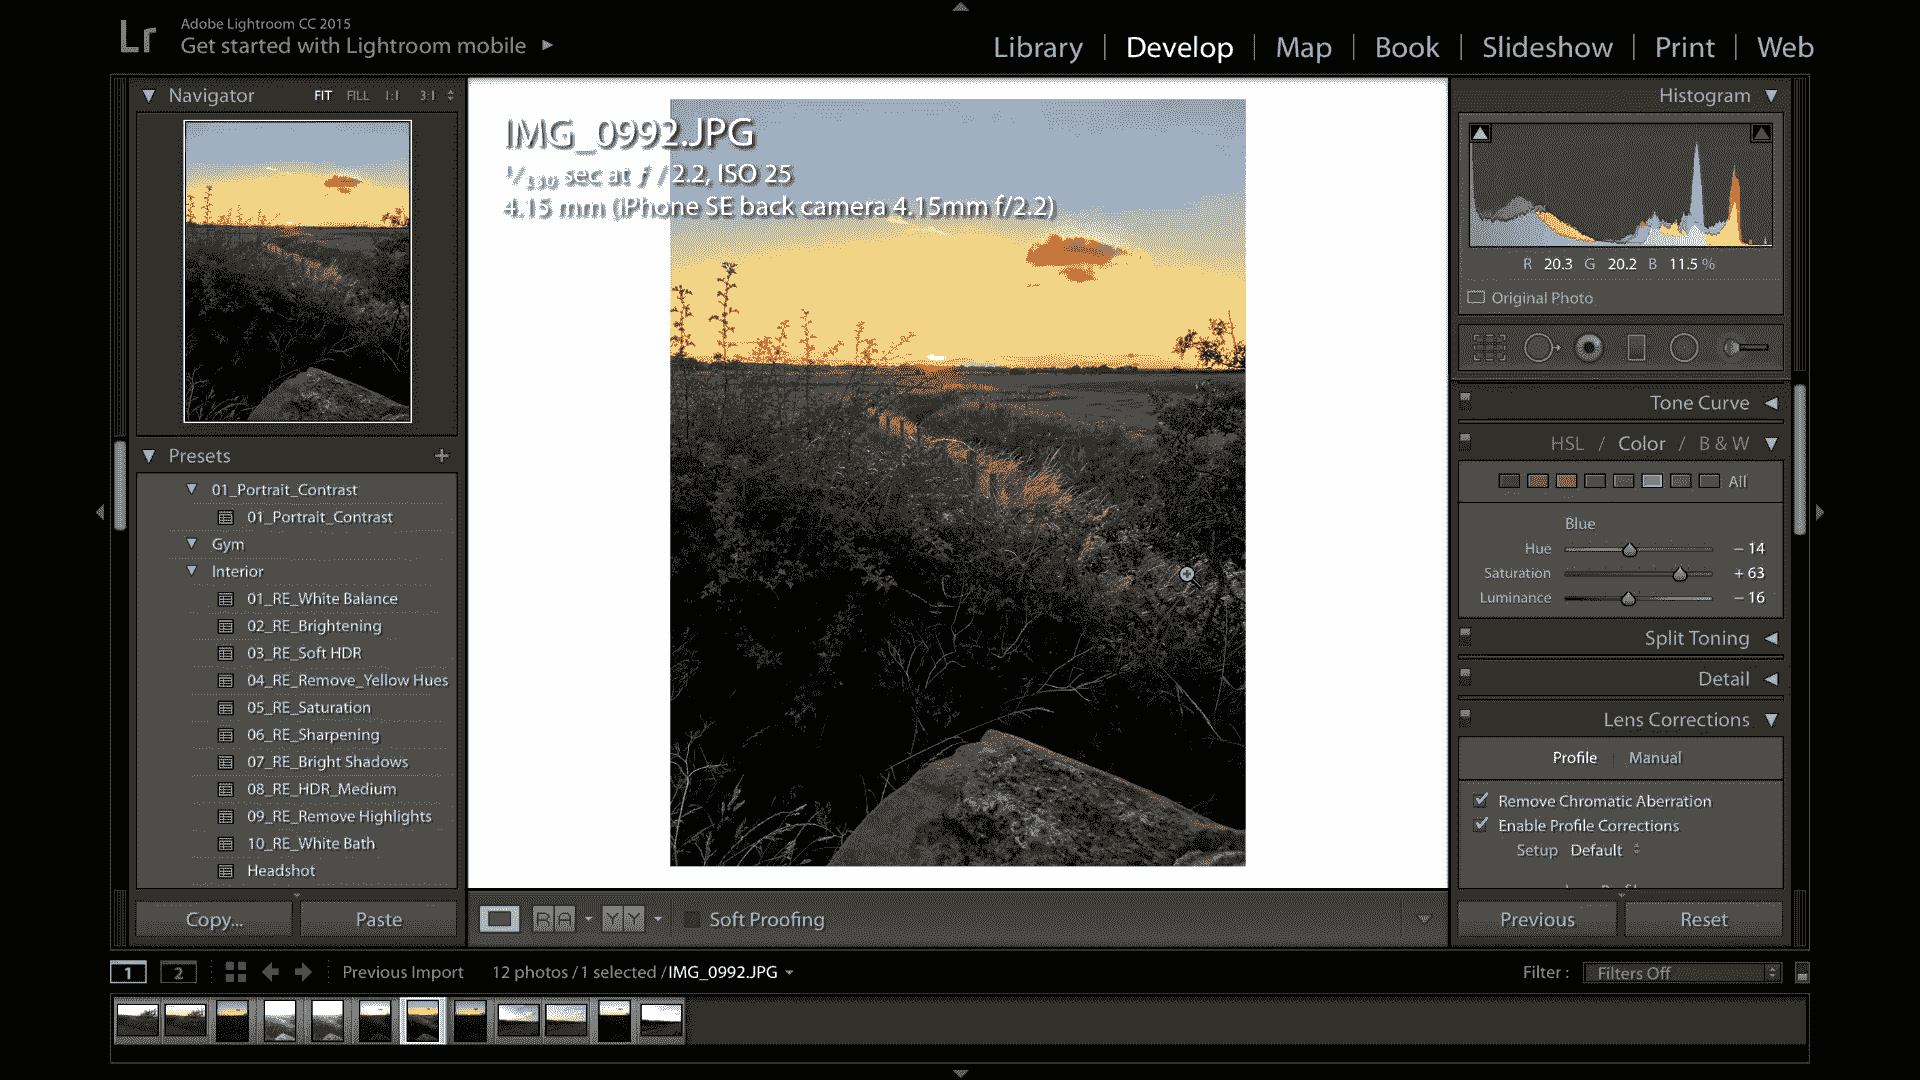 Lr
Adobe Lightroom CC 2015
Get started with Lightroom mobile
Library | Develop | Map | Book | Slideshow | Print | Web
Navigator FIT FILL 1:1 3:1
Presets +
01_Portrait_Contrast
01_Portrait_Contrast
Gym
Interior
01_RE_White Balance
02_RE_Brightening
03_RE_Soft HDR
04_RE_Remove_Yellow Hues
05_RE_Saturation
06_RE_Sharpening
07_RE_Bright Shadows
08_RE_HDR_Medium
09_RE_Remove Highlights
10_RE_White Bath
Headshot
Copy... Paste
IMG_0992.JPG
1/130 sec at ƒ / 2.2, ISO 25
4.15 mm (iPhone SE back camera 4.15mm f/2.2)
R A Y Y Soft Proofing
Histogram
R 20.3 G 20.2 B 11.5 %
Original Photo
Tone Curve
HSL / Color / B & W
All
Blue
Hue – 14
Saturation + 63
Luminance – 16
Split Toning
Detail
Lens Corrections
Profile | Manual
Remove Chromatic Aberration
Enable Profile Corrections
Setup Default
Previous Reset
1 2 Previous Import 12 photos / 1 selected / IMG_0992.JPG Filter : Filters Off